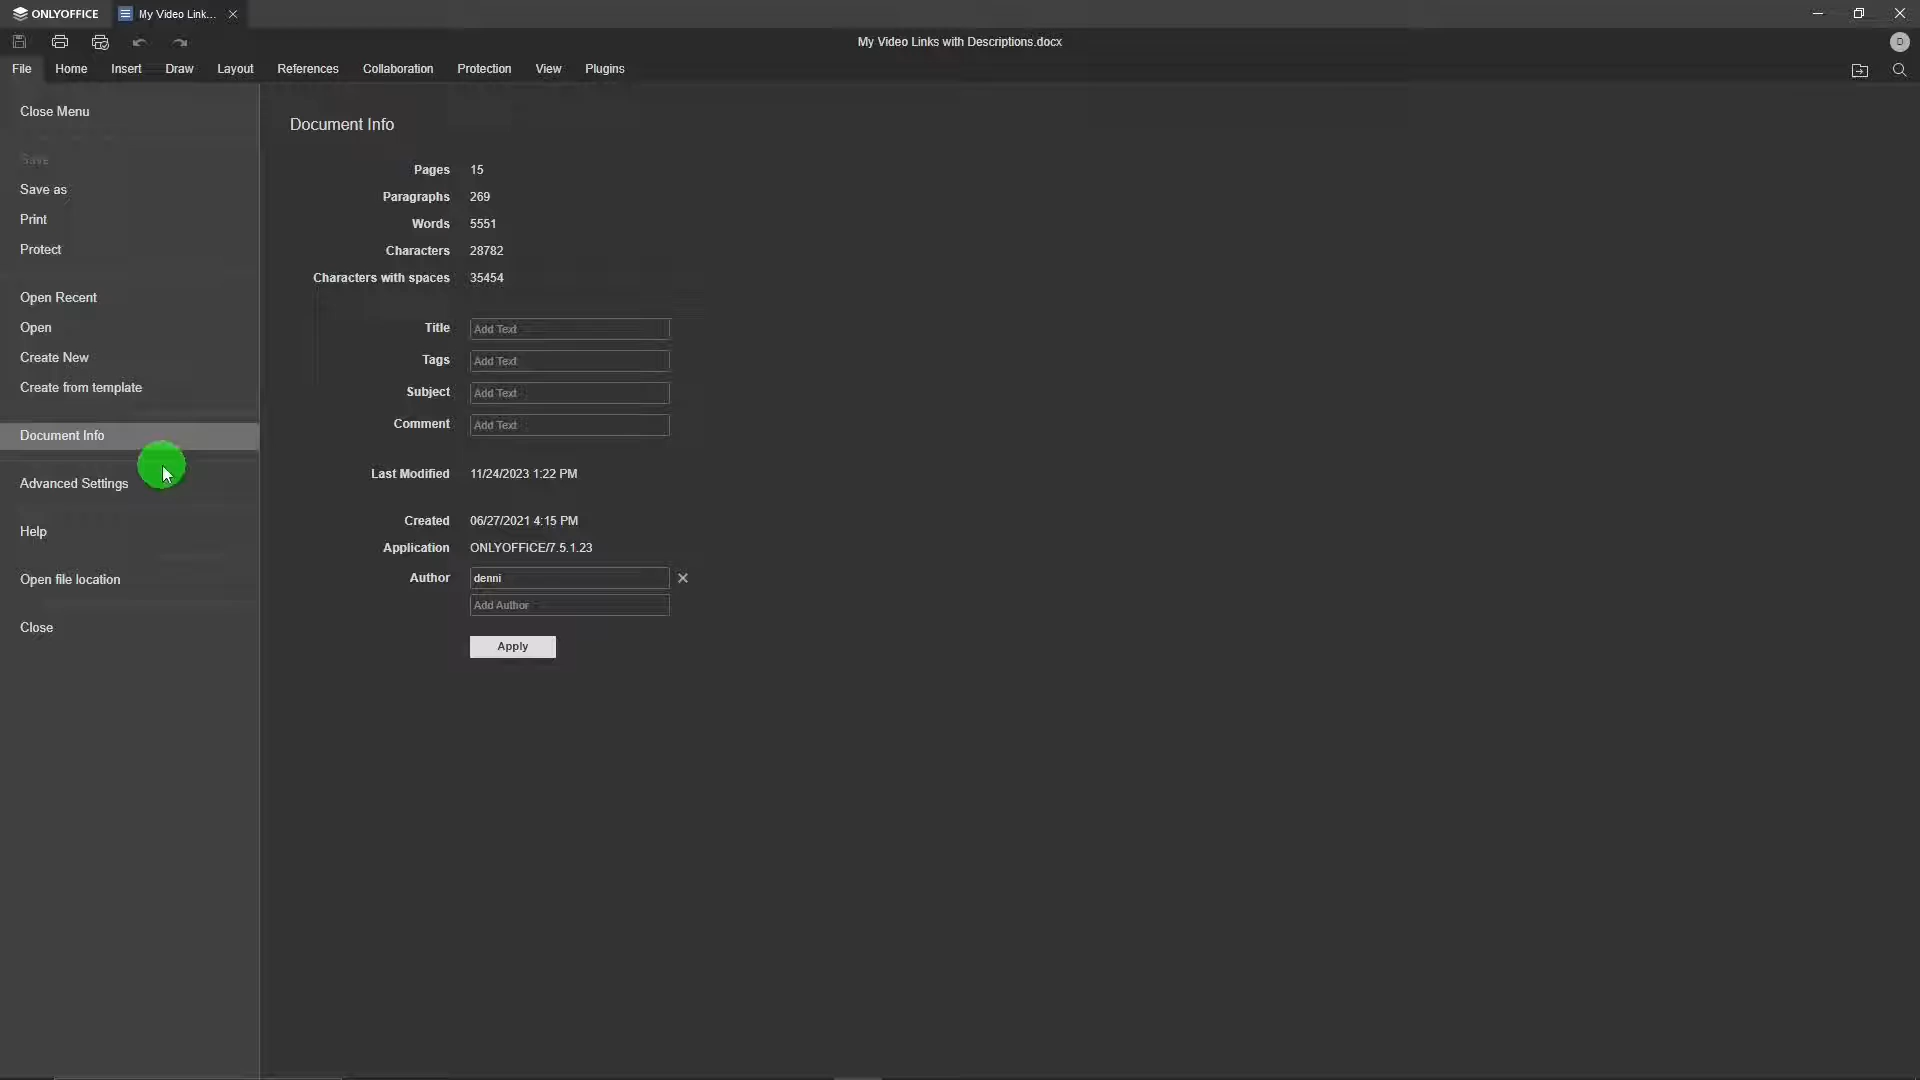 ONLYOFFICE My Video Link...
My Video Links with Descriptions.docx
D
File Home Insert Draw Layout References Collaboration Protection View Plugins
Close Menu
Save
Save as
Print
Protect
Open Recent
Open
Create New
Create from template
Document Info
Advanced Settings
Help
Open file location
Close
Document Info
Pages 15
Paragraphs 269
Words 5551
Characters 28782
Characters with spaces 35454
Title Add Text
Tags Add Text
Subject Add Text
Comment Add Text
Last Modified 11/24/2023 1:22 PM
Created 06/27/2021 4:15 PM
Application ONLYOFFICE/7.5.1.23
Author denni
Add Author
Apply